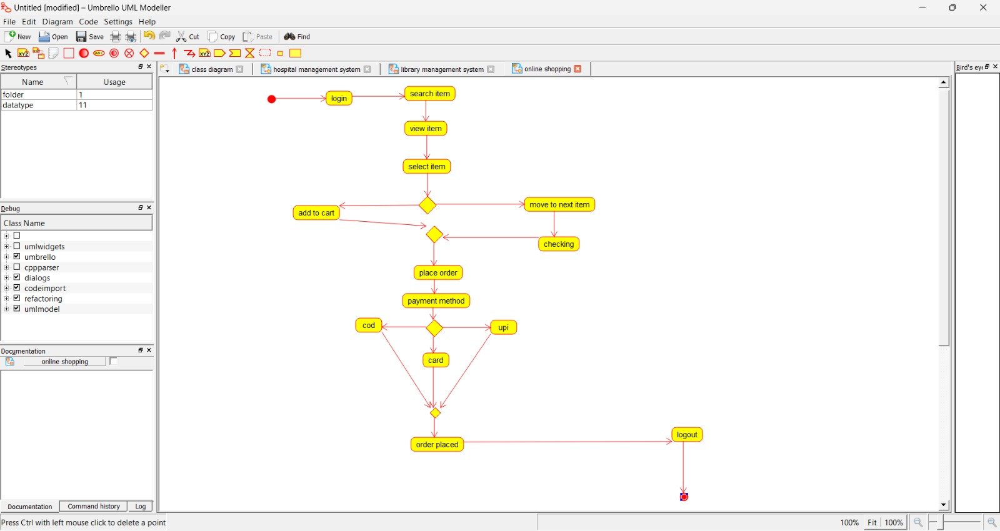 Untitled [modified] – Umbrello UML Modeller
File Edit Diagram Code Settings Help
New Open Save Cut Copy Paste Find
XYZ ABC XYZ
Stereotypes
Name Usage
folder 1
datatype 11
Debug
Class Name
umlwidgets
umbrello
cppparser
dialogs
codeimport
refactoring
umlmodel
Documentation
online shopping
Documentation Command history Log
class diagram hospital management system library management system online shopping
login
search item
view item
select item
add to cart
move to next item
checking
place order
payment method
cod
upi
card
order placed
logout
Bird's eye
Press Ctrl with left mouse click to delete a point
100% Fit 100%